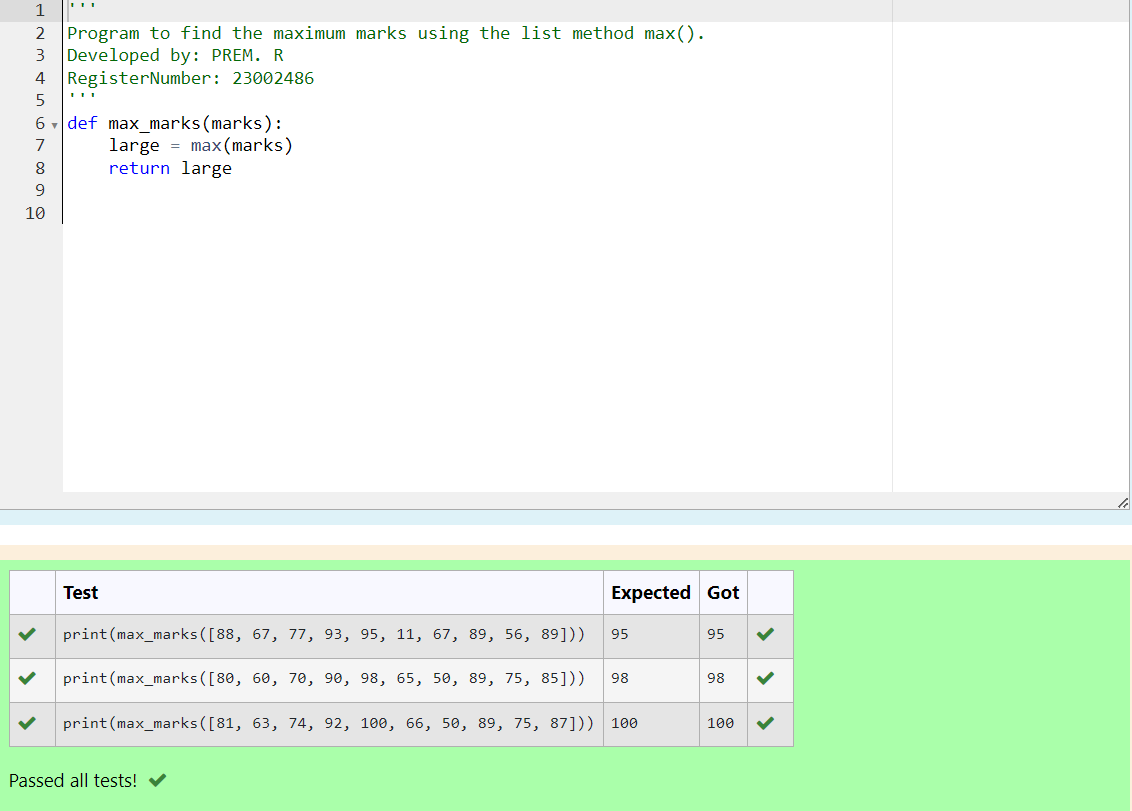 1 '''
2 Program to find the maximum marks using the list method max().
3 Developed by: PREM. R
4 RegisterNumber: 23002486
5 '''
6 def max_marks(marks):
7     large = max(marks)
8     return large
9
10
Test Expected Got
print(max_marks([88, 67, 77, 93, 95, 11, 67, 89, 56, 89])) 95 95
print(max_marks([80, 60, 70, 90, 98, 65, 50, 89, 75, 85])) 98 98
print(max_marks([81, 63, 74, 92, 100, 66, 50, 89, 75, 87])) 100 100
Passed all tests!